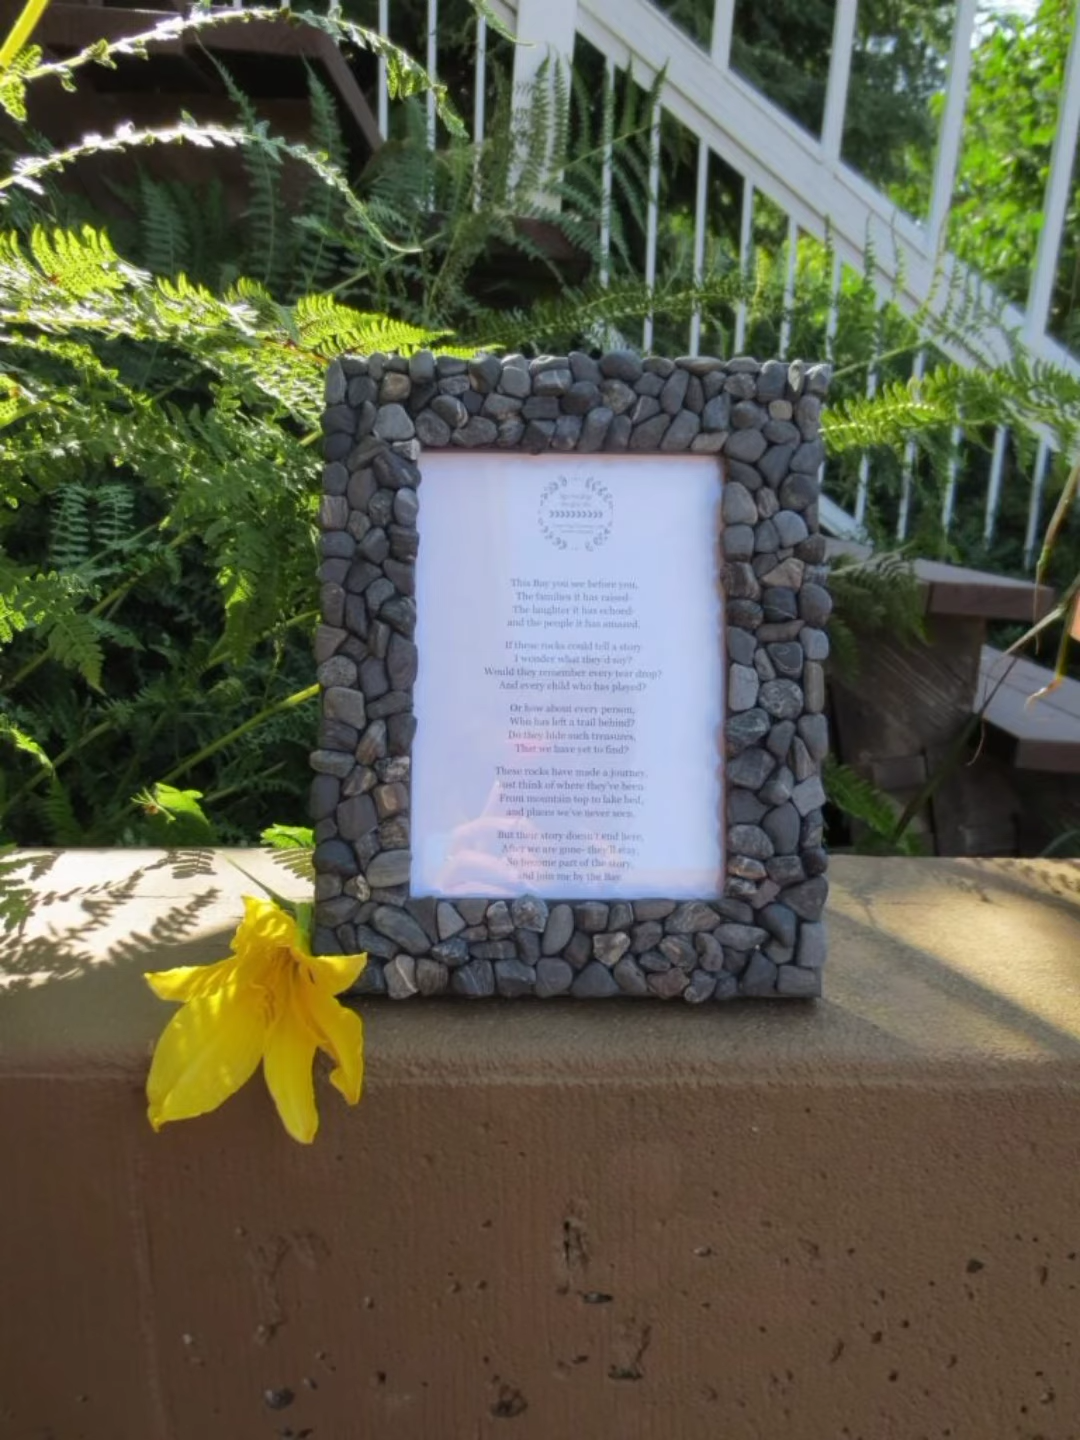 This Bay you see before you,
The families it has raised-
The laughter it has echoed-
and the people it has amazed.
If these rocks could tell a story
I wonder what they'd say?
Would they remember every tear drop?
And every child who has played?
Or how about every person,
Who has left a trail behind?
Do they hide such treasures,
That we have yet to find?
These rocks have made a journey,
Just think of where they've been
From mountain top to lake bed,
and places we've never seen.
But their story doesn't end here,
After we are gone- they'll stay,
So become part of the story,
and join me by the Bay.